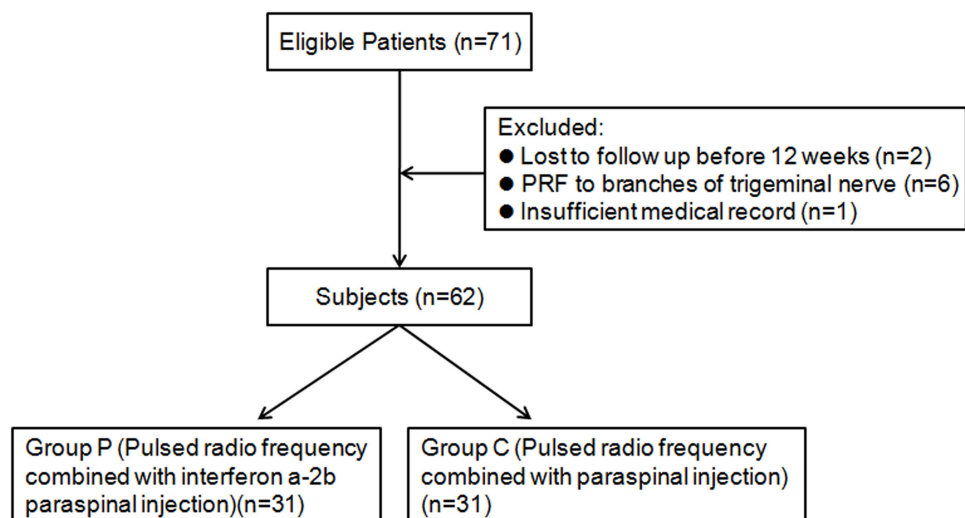 Eligible Patients (n=71)
Excluded:
● Lost to follow up before 12 weeks (n=2)
● PRF to branches of trigeminal nerve (n=6)
● Insufficient medical record (n=1)
Subjects (n=62)
Group P (Pulsed radio frequency
combined with interferon a-2b
paraspinal injection)(n=31)
Group C (Pulsed radio frequency
combined with paraspinal injection)
(n=31)